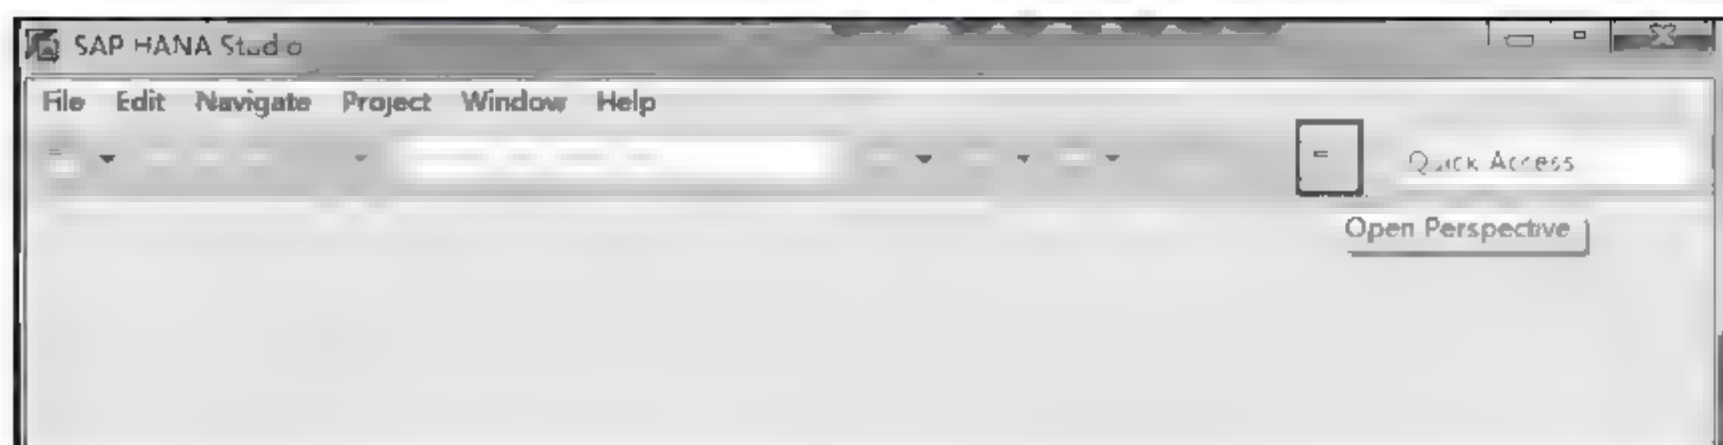 SAP HANA Studio
File Edit Navigate Project Window Help
Quick Access
Open Perspective